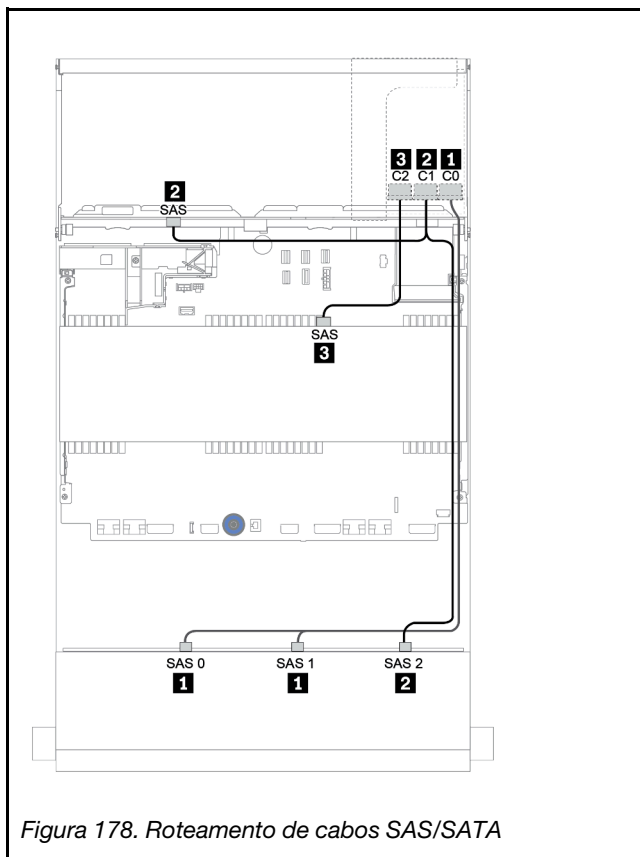 3 2 1
C2 C1 C0
2
SAS
SAS
3
SAS 0 SAS 1 SAS 2
1 1 2
Figura 178. Roteamento de cabos SAS/SATA